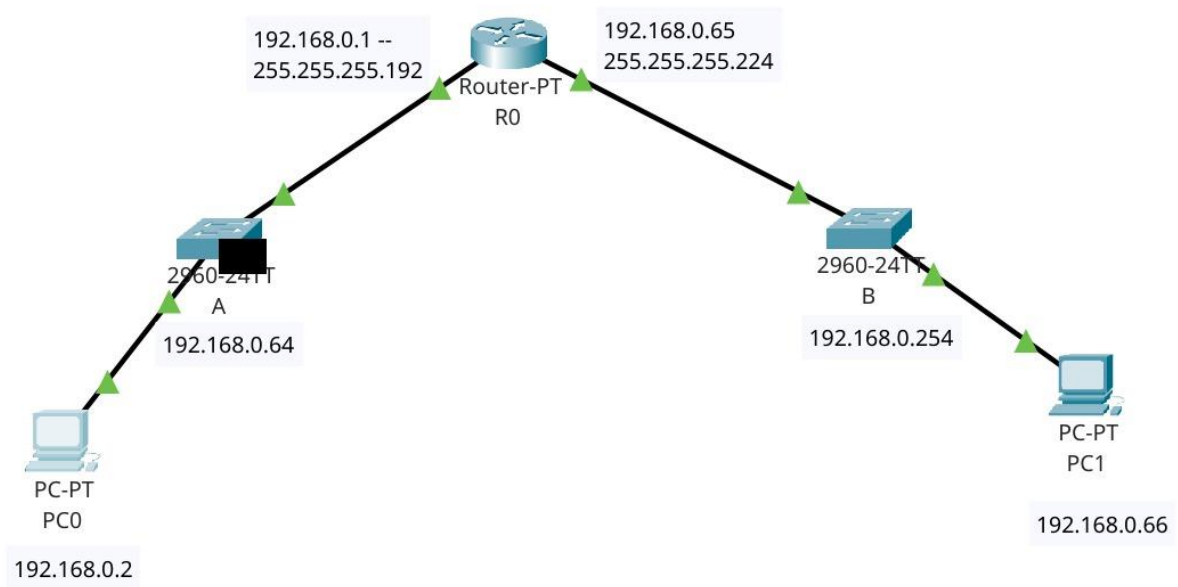 192.168.0.1 --
255.255.255.192
192.168.0.65
255.255.255.224
Router-PT
R0
2960-24TT
A
192.168.0.64
2960-24TT
B
192.168.0.254
PC-PT
PC0
192.168.0.2
PC-PT
PC1
192.168.0.66